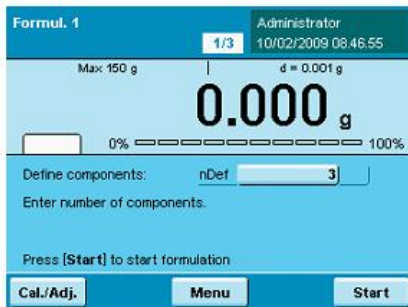 Formul. 1
Administrator
1/3
10/02/2009 08.46.55
Max 150 g
d = 0.001 g
0.000 g
0%
100%
Define components: nDef 3
Enter number of components.
Press [Start] to start formulation
Cal./Adj. Menu Start